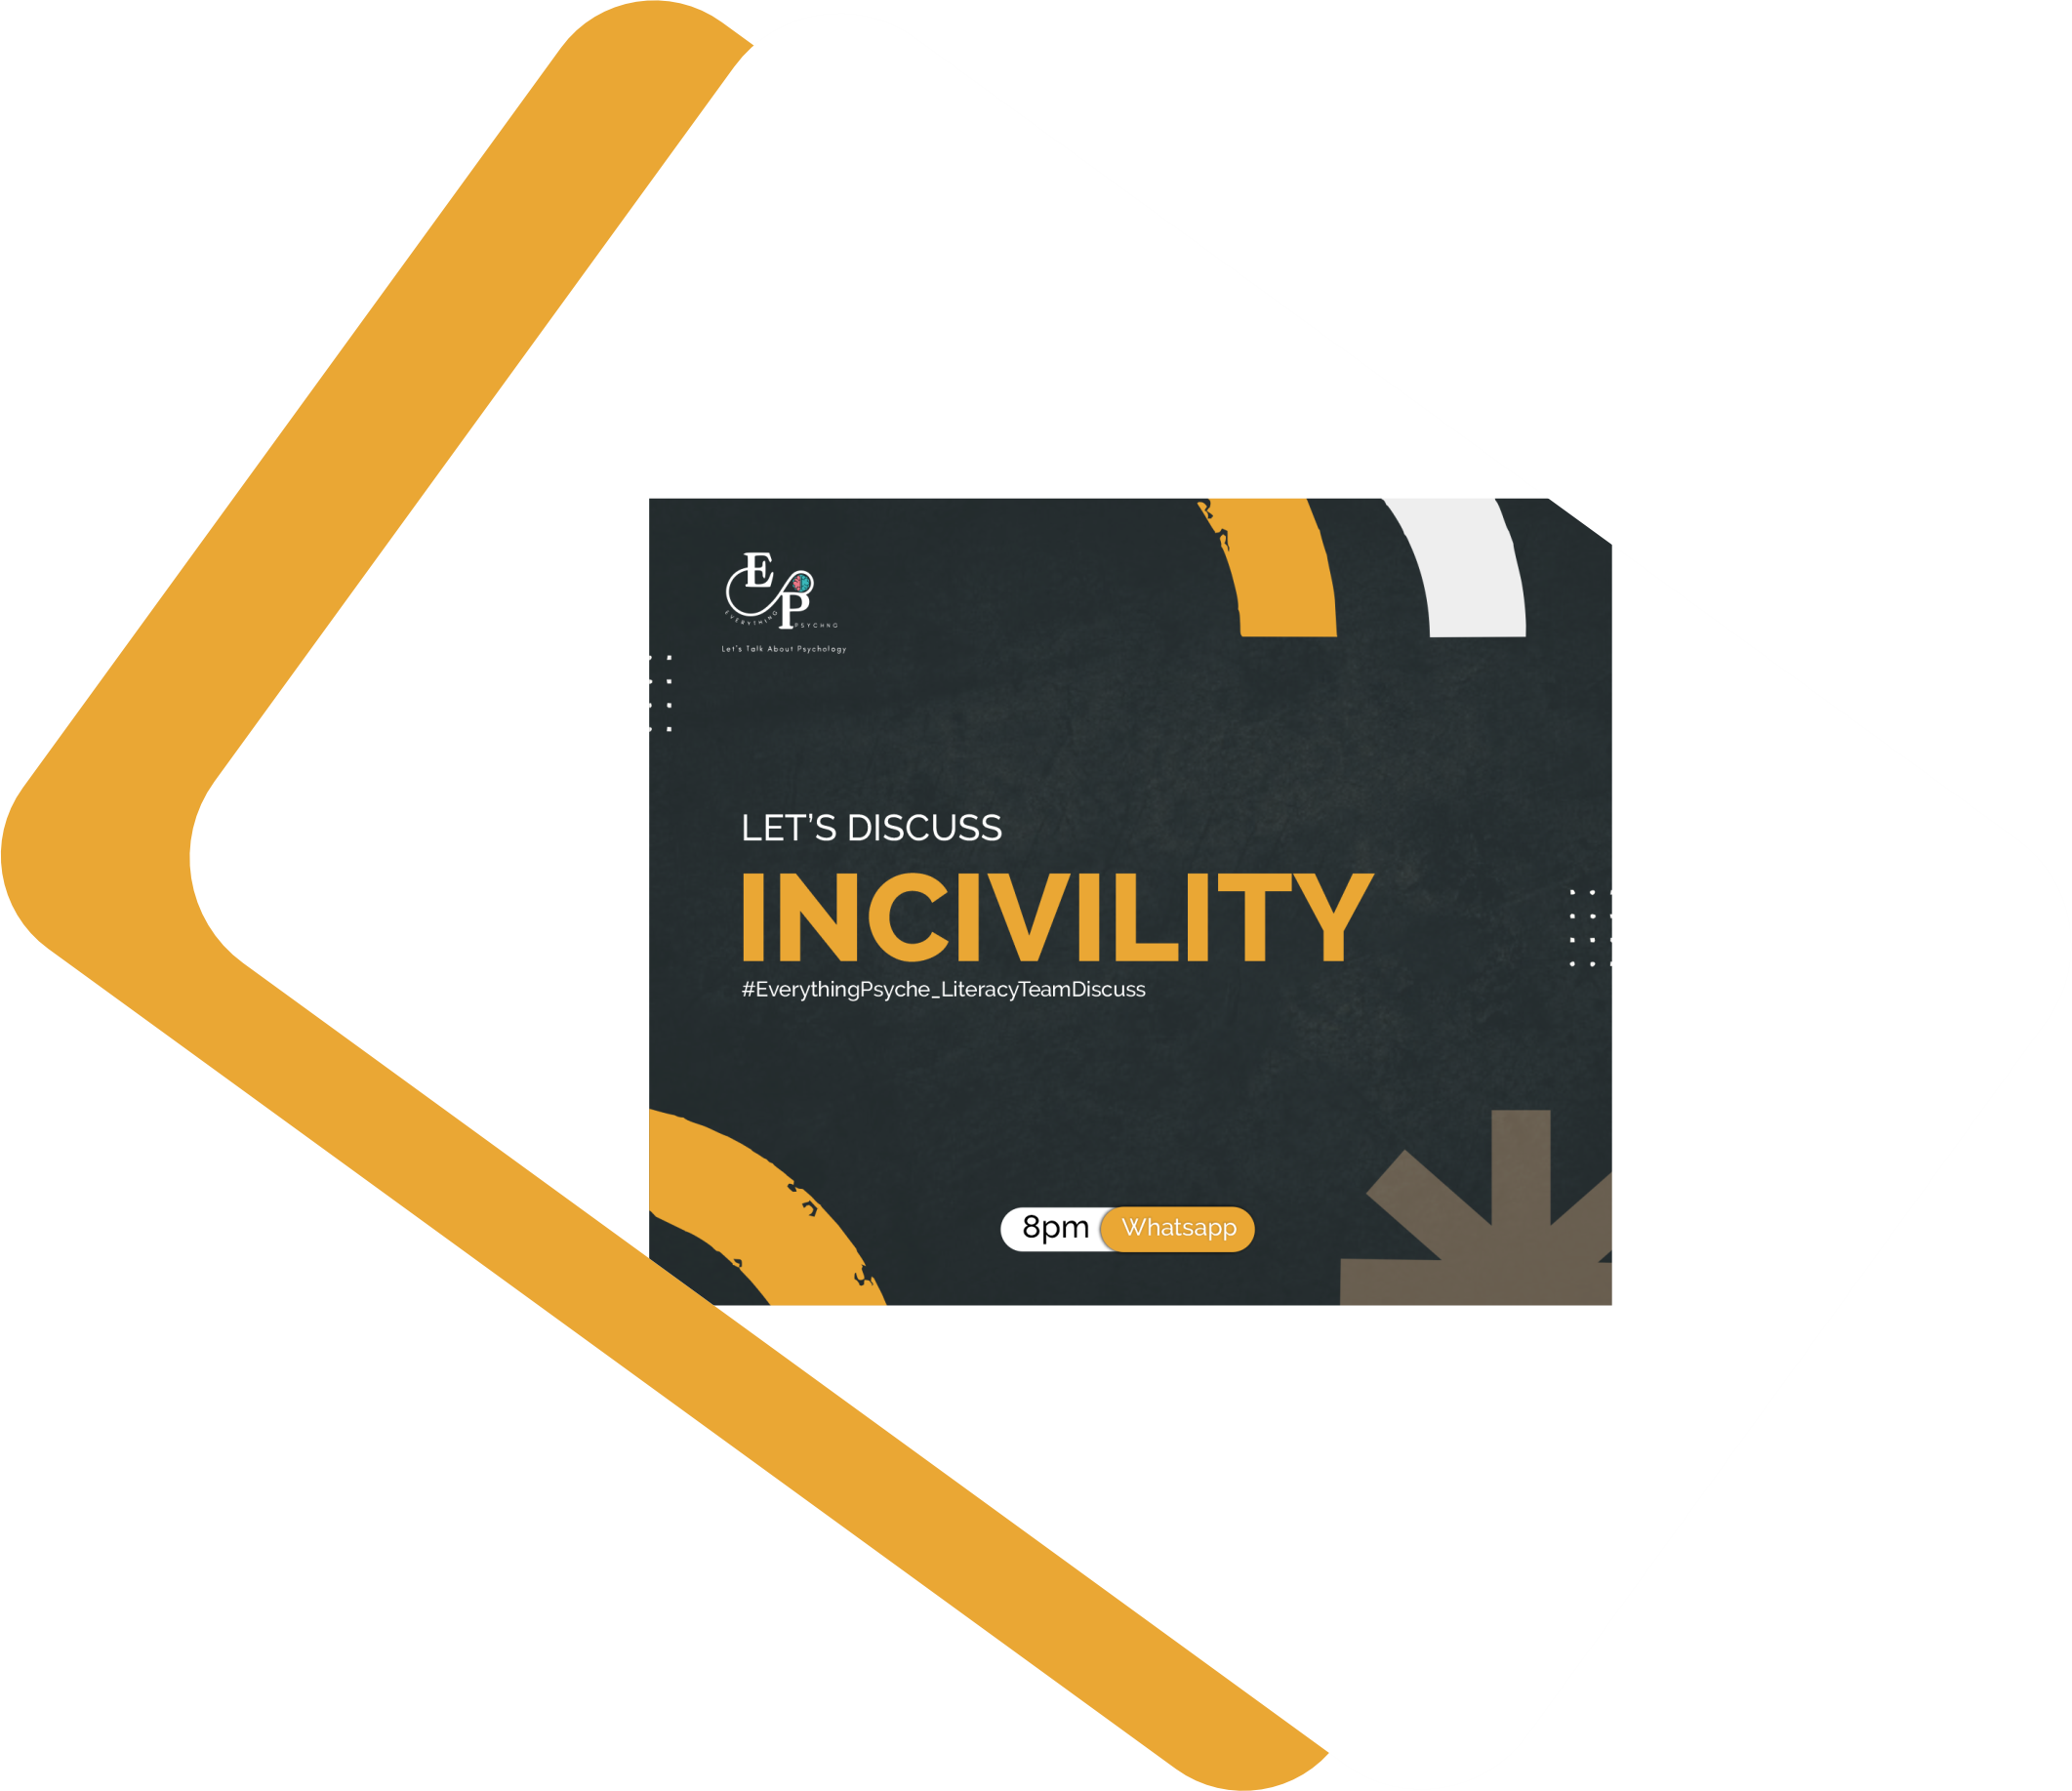 E
P
EVERYTHING
PSYCHNG
Let's Talk About Psychology
LET'S DISCUSS
INCIVILITY
#EverythingPsyche_LiteracyTeamDiscuss
8pm Whatsapp